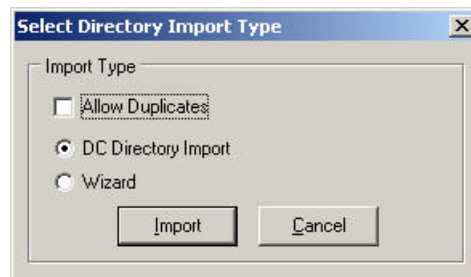 Select Directory Import Type
Import Type
Allow Duplicates
DC Directory Import
Wizard
Import Cancel